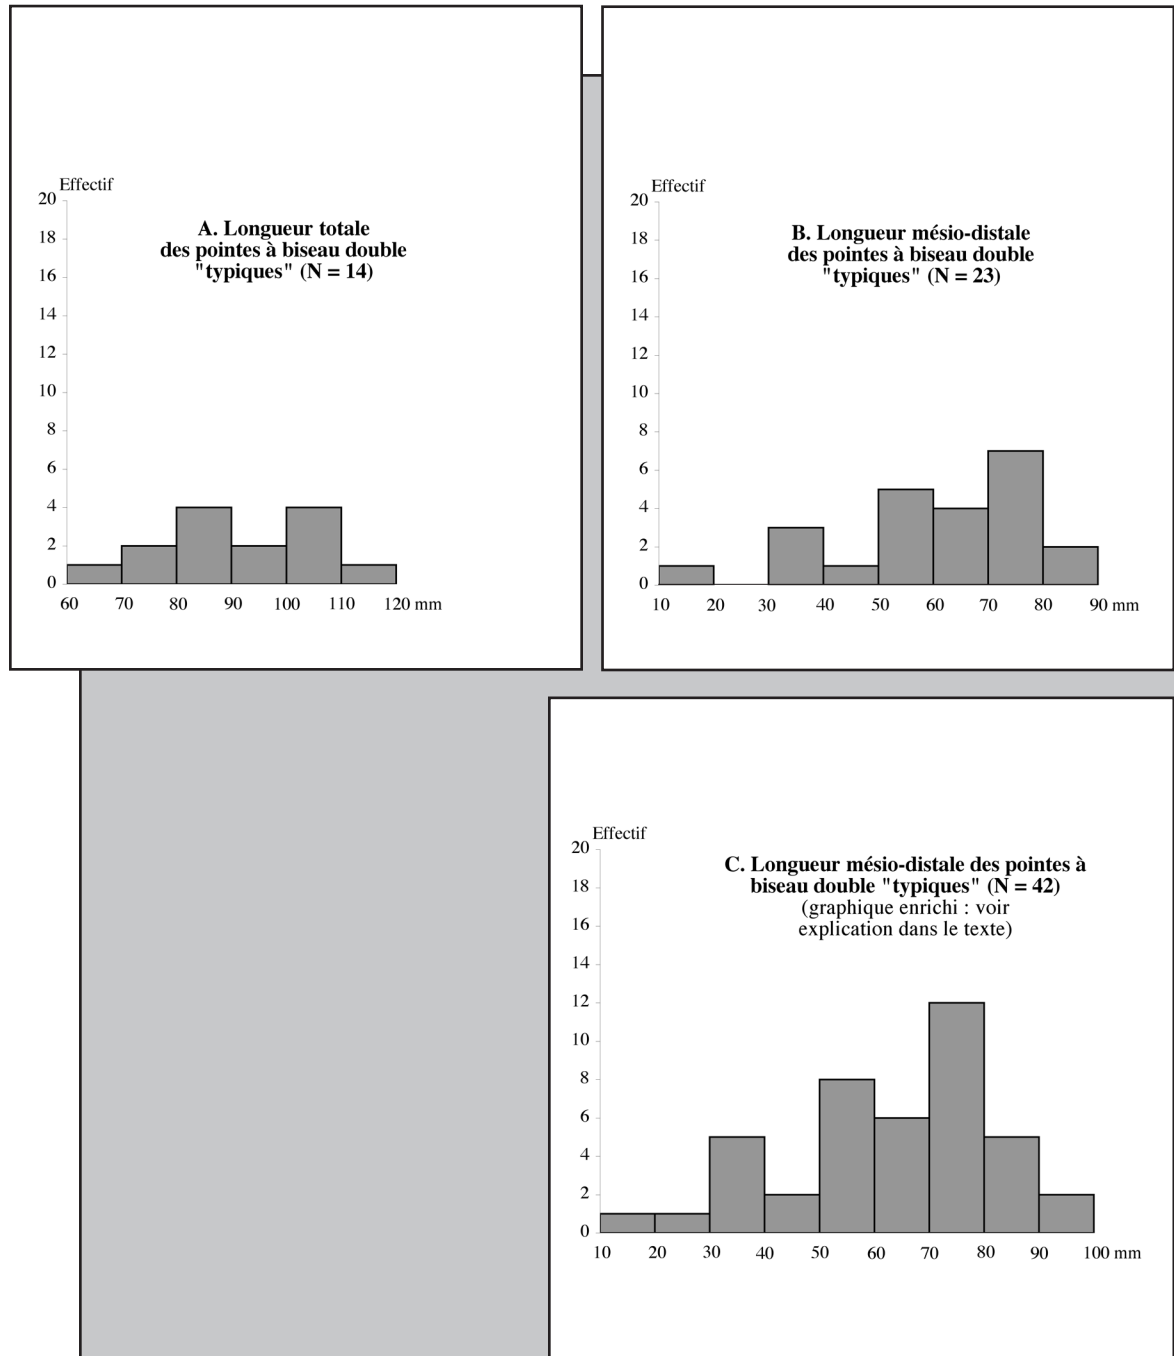 Effectif
A. Longueur totale
des pointes à biseau double
"typiques" (N = 14)
20
18
16
14
12
10
8
6
4
2
0
60 70 80 90 100 110 120 mm
Effectif
B. Longueur mésio-distale
des pointes à biseau double
"typiques" (N = 23)
20
18
16
14
12
10
8
6
4
2
0
10 20 30 40 50 60 70 80 90 mm
Effectif
C. Longueur mésio-distale des pointes à
biseau double "typiques" (N = 42)
(graphique enrichi : voir
explication dans le texte)
20
18
16
14
12
10
8
6
4
2
0
10 20 30 40 50 60 70 80 90 100 mm